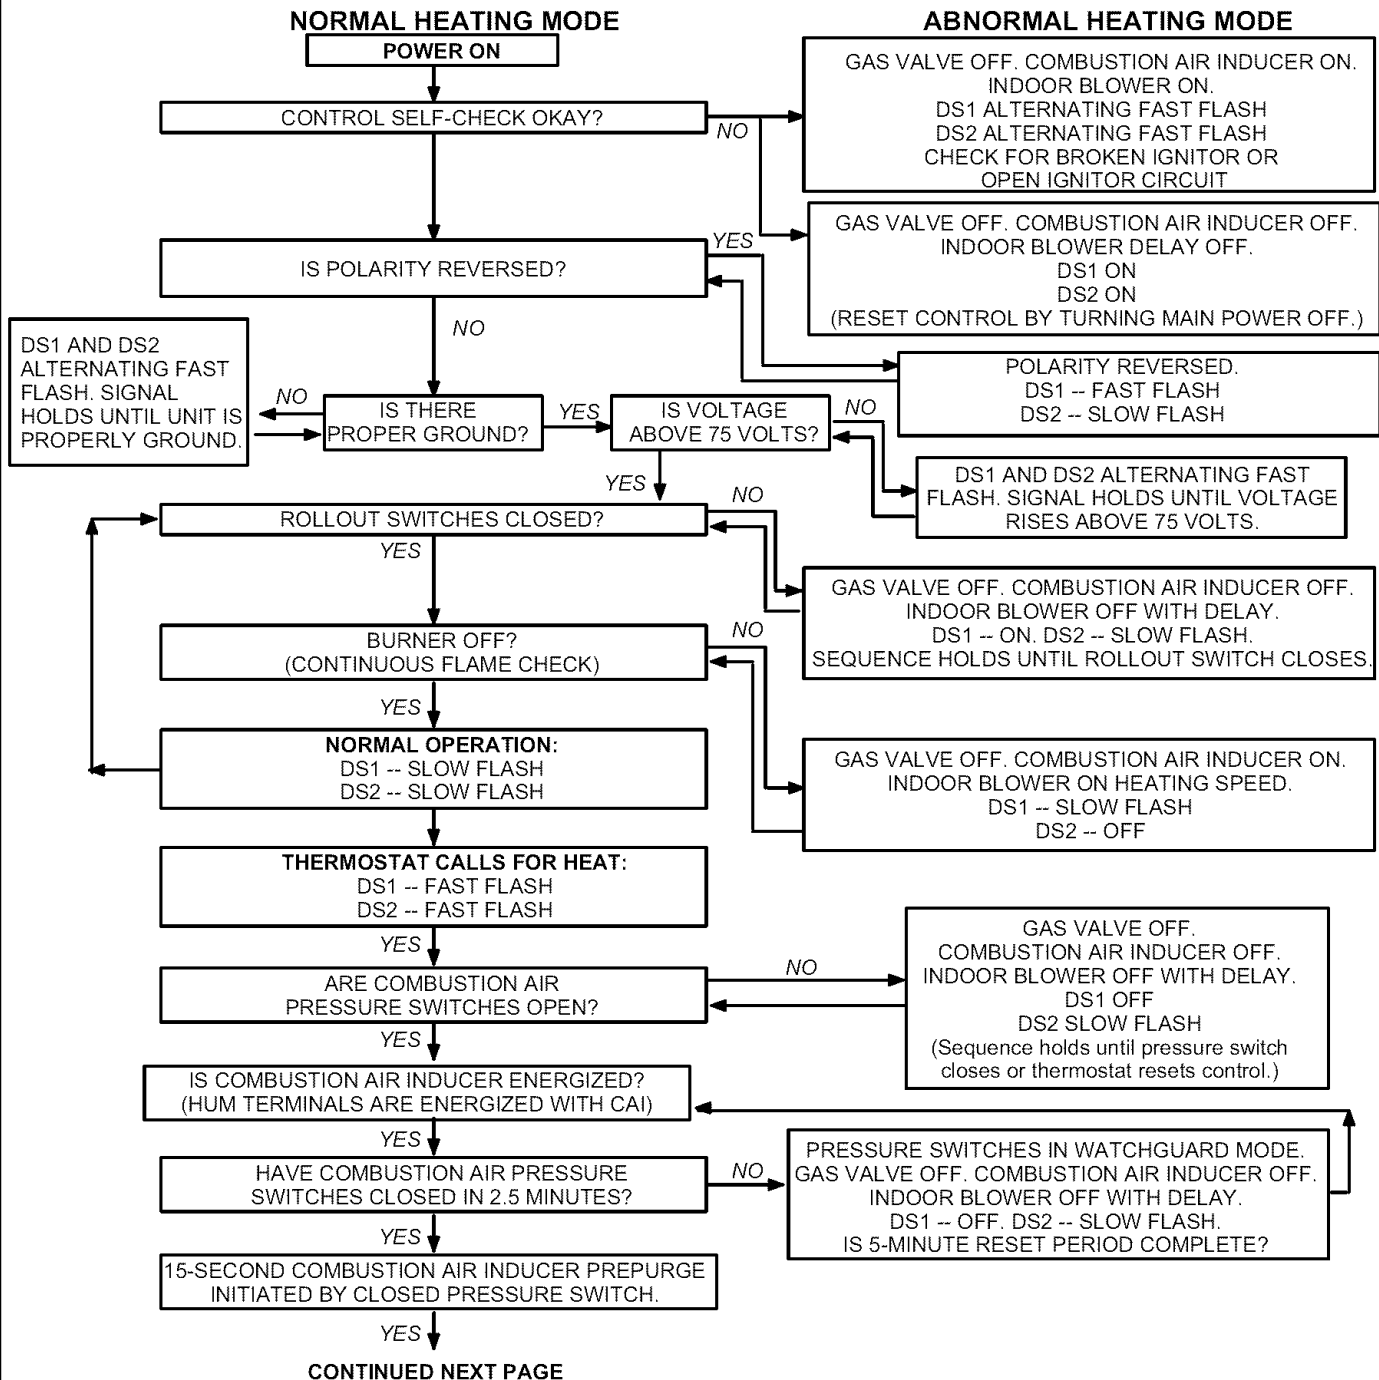 NORMAL HEATING MODE
ABNORMAL HEATING MODE
POWER ON
GAS VALVE OFF. COMBUSTION AIR INDUCER ON.
INDOOR BLOWER ON.
DS1 ALTERNATING FAST FLASH
DS2 ALTERNATING FAST FLASH
CHECK FOR BROKEN IGNITOR OR
OPEN IGNITOR CIRCUIT
CONTROL SELF-CHECK OKAY?
NO
GAS VALVE OFF. COMBUSTION AIR INDUCER OFF.
INDOOR BLOWER DELAY OFF.
DS1 ON
DS2 ON
(RESET CONTROL BY TURNING MAIN POWER OFF.)
IS POLARITY REVERSED?
YES
NO
POLARITY REVERSED.
DS1 -- FAST FLASH
DS2 -- SLOW FLASH
DS1 AND DS2
ALTERNATING FAST
FLASH. SIGNAL
HOLDS UNTIL UNIT IS
PROPERLY GROUND.
NO
IS THERE
PROPER GROUND?
YES
IS VOLTAGE
ABOVE 75 VOLTS?
NO
YES
DS1 AND DS2 ALTERNATING FAST
FLASH. SIGNAL HOLDS UNTIL VOLTAGE
RISES ABOVE 75 VOLTS.
ROLLOUT SWITCHES CLOSED?
NO
YES
GAS VALVE OFF. COMBUSTION AIR INDUCER OFF.
INDOOR BLOWER OFF WITH DELAY.
DS1 -- ON. DS2 -- SLOW FLASH.
SEQUENCE HOLDS UNTIL ROLLOUT SWITCH CLOSES.
BURNER OFF?
(CONTINUOUS FLAME CHECK)
NO
YES
GAS VALVE OFF. COMBUSTION AIR INDUCER ON.
INDOOR BLOWER ON HEATING SPEED.
DS1 -- SLOW FLASH
DS2 -- OFF
NORMAL OPERATION:
DS1 -- SLOW FLASH
DS2 -- SLOW FLASH
THERMOSTAT CALLS FOR HEAT:
DS1 -- FAST FLASH
DS2 -- FAST FLASH
YES
ARE COMBUSTION AIR
PRESSURE SWITCHES OPEN?
NO
GAS VALVE OFF.
COMBUSTION AIR INDUCER OFF.
INDOOR BLOWER OFF WITH DELAY.
DS1 OFF
DS2 SLOW FLASH
(Sequence holds until pressure switch
closes or thermostat resets control.)
YES
IS COMBUSTION AIR INDUCER ENERGIZED?
(HUM TERMINALS ARE ENERGIZED WITH CAI)
YES
HAVE COMBUSTION AIR PRESSURE
SWITCHES CLOSED IN 2.5 MINUTES?
NO
PRESSURE SWITCHES IN WATCHGUARD MODE.
GAS VALVE OFF. COMBUSTION AIR INDUCER OFF.
INDOOR BLOWER OFF WITH DELAY.
DS1 -- OFF. DS2 -- SLOW FLASH.
IS 5-MINUTE RESET PERIOD COMPLETE?
YES
15-SECOND COMBUSTION AIR INDUCER PREPURGE
INITIATED BY CLOSED PRESSURE SWITCH.
YES
CONTINUED NEXT PAGE